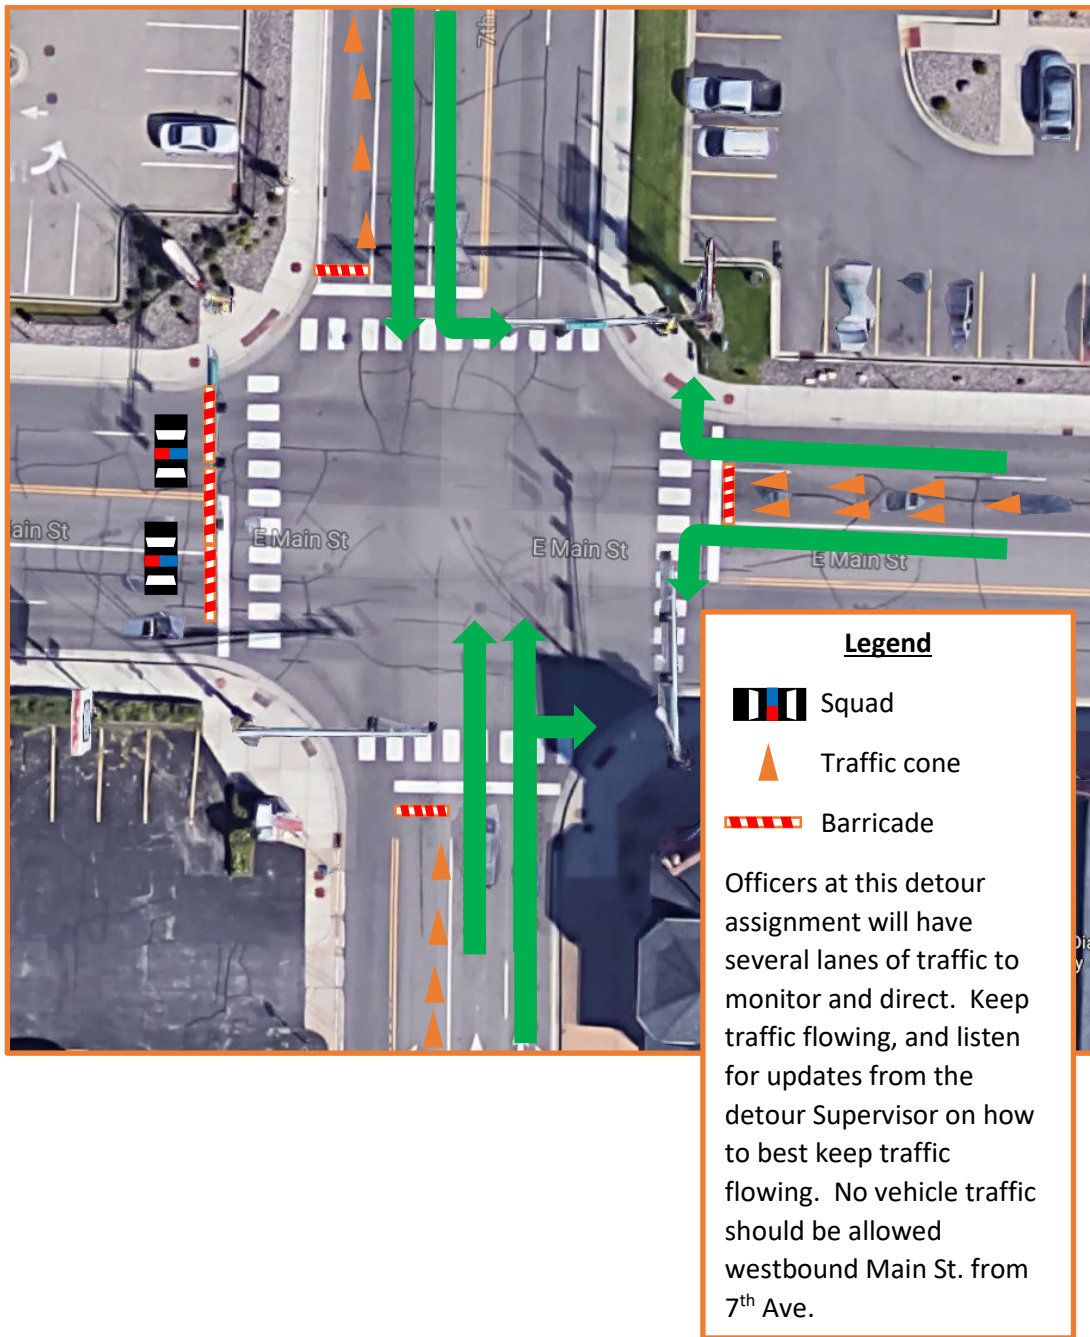 7th
ain St
E Main St
E Main St
E Main St
Legend
Squad
Traffic cone
Barricade
Officers at this detour
assignment will have
several lanes of traffic to
monitor and direct.  Keep
traffic flowing, and listen
for updates from the
detour Supervisor on how
to best keep traffic
flowing.  No vehicle traffic
should be allowed
westbound Main St. from
7th Ave.